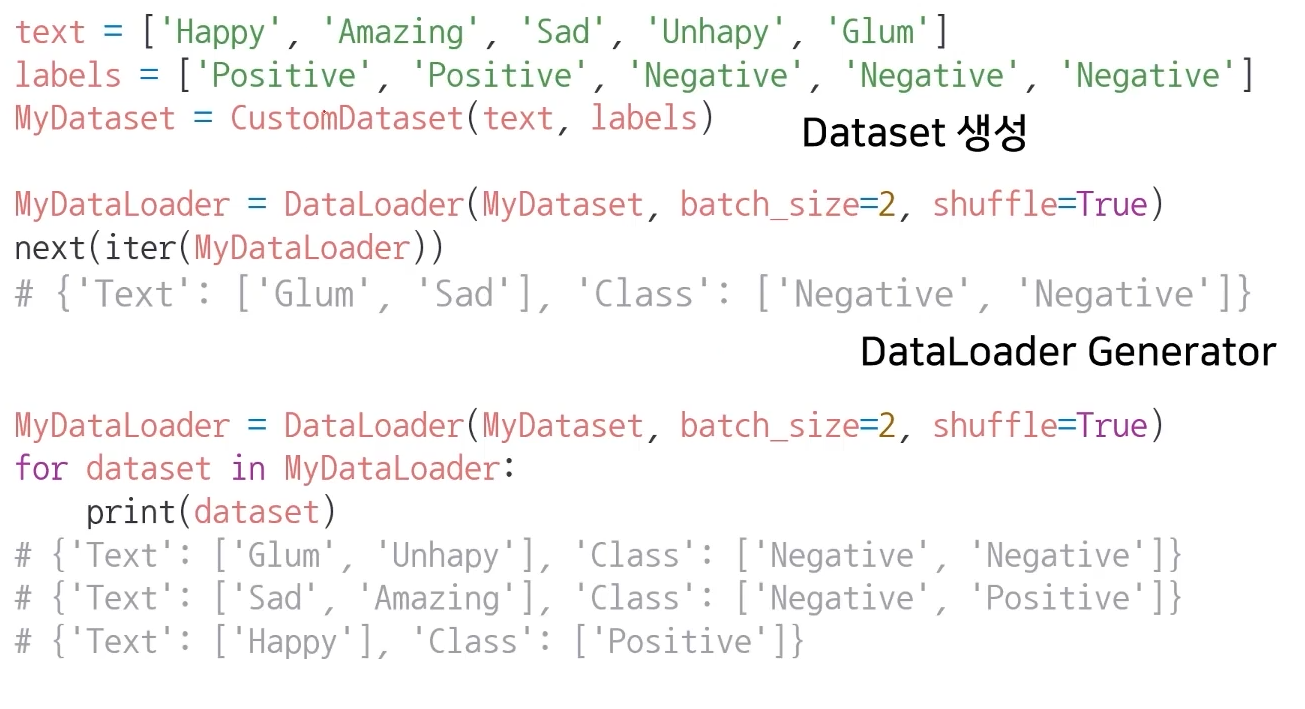 text = ['Happy', 'Amazing', 'Sad', 'Unhapy', 'Glum']
labels = ['Positive', 'Positive', 'Negative', 'Negative', 'Negative']
MyDataset = CustomDataset(text, labels)
Dataset 생성
MyDataLoader = DataLoader(MyDataset, batch_size=2, shuffle=True)
next(iter(MyDataLoader))
# {'Text': ['Glum', 'Sad'], 'Class': ['Negative', 'Negative']}
DataLoader Generator
MyDataLoader = DataLoader(MyDataset, batch_size=2, shuffle=True)
for dataset in MyDataLoader:
    print(dataset)
# {'Text': ['Glum', 'Unhapy'], 'Class': ['Negative', 'Negative']}
# {'Text': ['Sad', 'Amazing'], 'Class': ['Negative', 'Positive']}
# {'Text': ['Happy'], 'Class': ['Positive']}